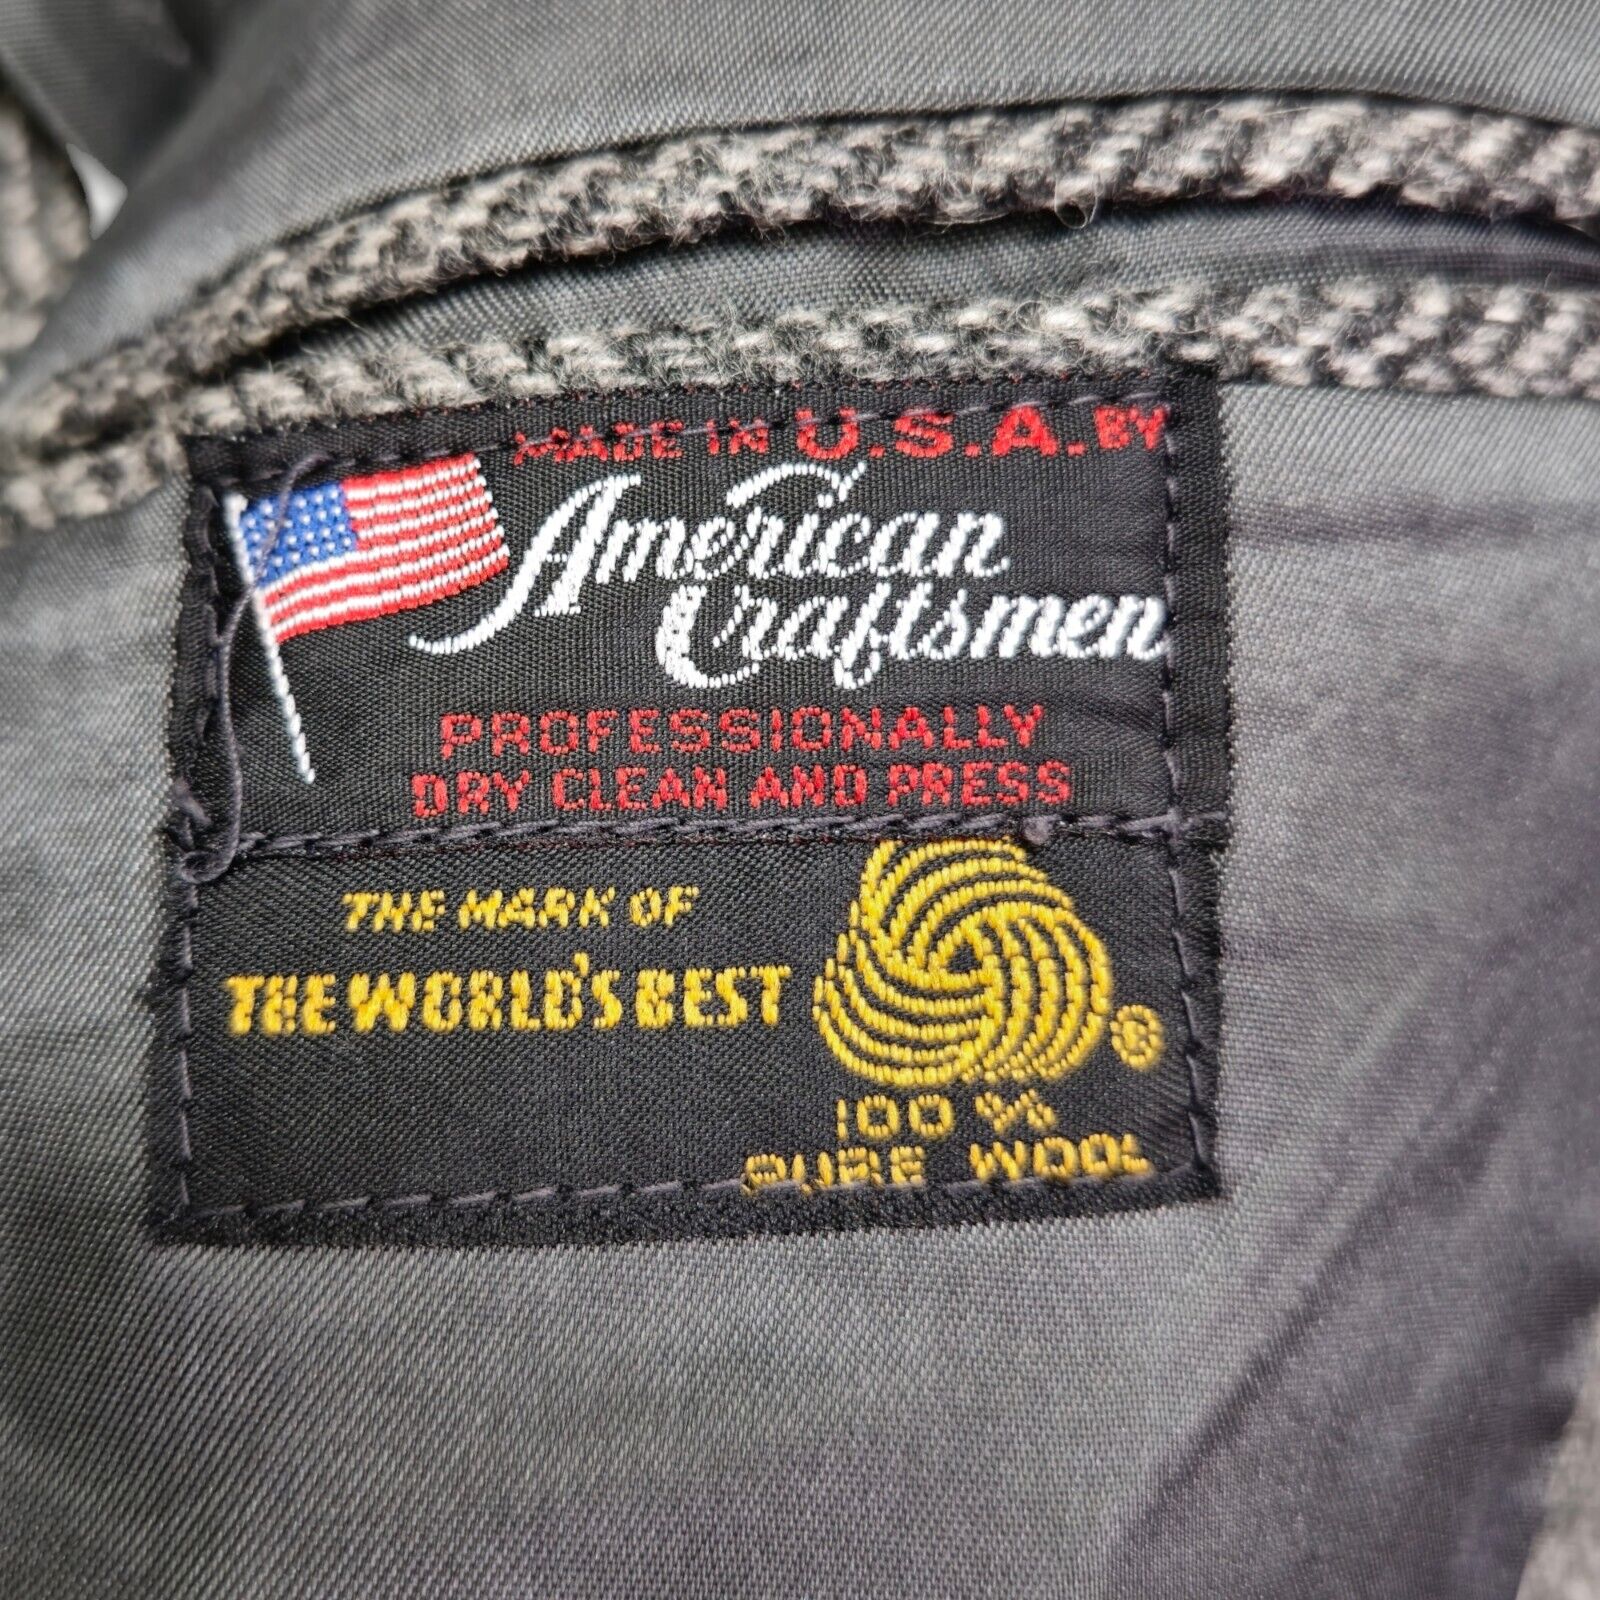 MADE IN U.S.A. BY
American
Craftsmen
PROFESSIONALLY
DRY CLEAN AND PRESS
THE MARK OF
THE WORLD'S BEST
®
100 %
PURE WOOL